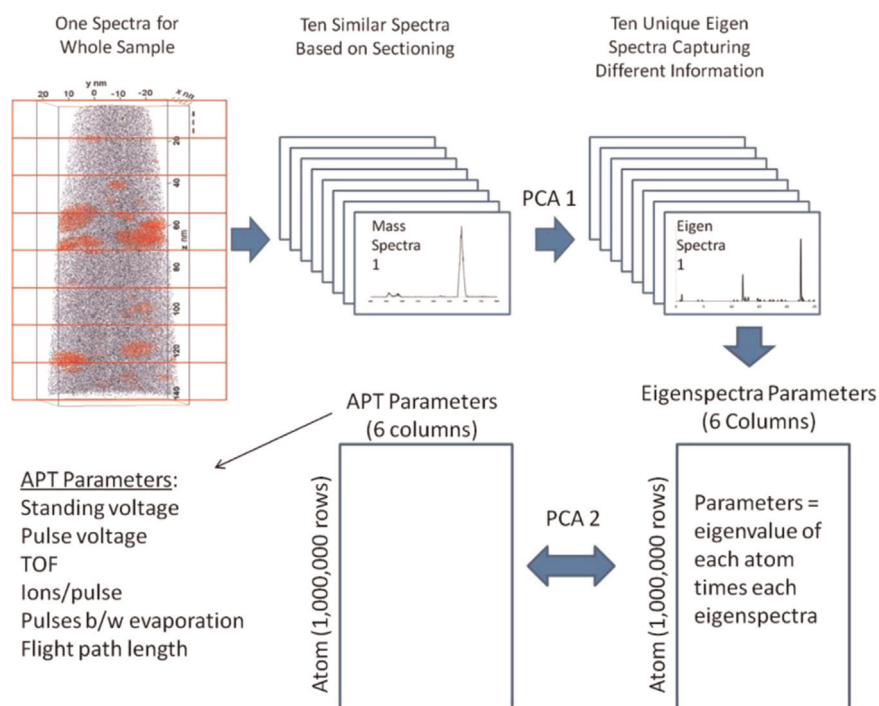 One Spectra for
Whole Sample
Ten Similar Spectra
Based on Sectioning
Ten Unique Eigen
Spectra Capturing
Different Information
y nm
x nm
20 10 0 -10 -20
20
40
60
z nm
80
100
120
140
Mass
Spectra
1
PCA 1
Eigen
Spectra
1
APT Parameters
(6 columns)
Eigenspectra Parameters
(6 Columns)
APT Parameters:
Standing voltage
Pulse voltage
TOF
Ions/pulse
Pulses b/w evaporation
Flight path length
Atom (1,000,000 rows)
PCA 2
Atom (1,000,000 rows)
Parameters =
eigenvalue of
each atom
times each
eigenspectra